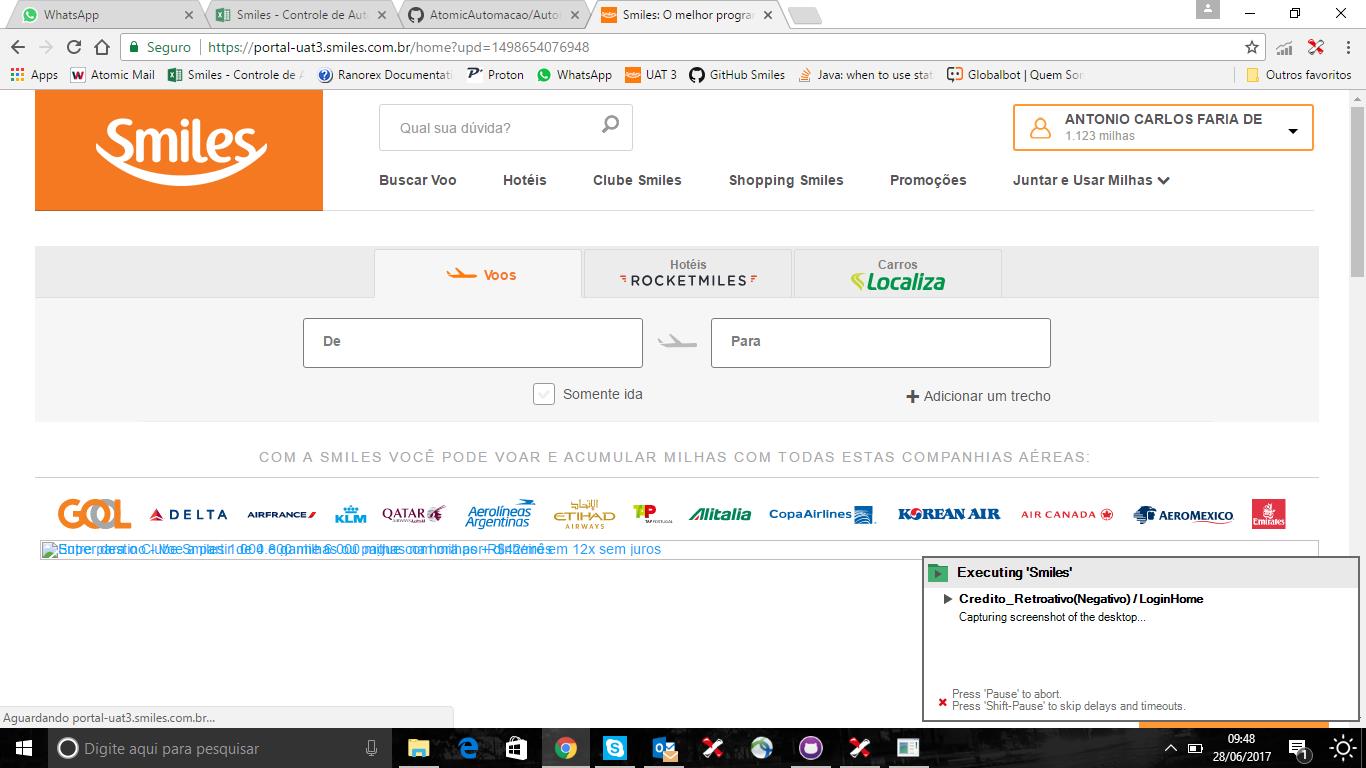 WhatsApp
Smiles - Controle de Aut
AtomicAutomacao/Auto
Smiles: O melhor progra
Seguro
https://portal-uat3.smiles.com.br/home?upd=1498654076948
Apps
Atomic Mail
Smiles - Controle de A
Ranorex Documentati
Proton
WhatsApp
UAT 3
GitHub Smiles
Java: when to use stat
Globalbot | Quem Son
Outros favoritos
Smiles
Qual sua dúvida?
ANTONIO CARLOS FARIA DE
1.123 milhas
Buscar Voo
Hotéis
Clube Smiles
Shopping Smiles
Promoções
Juntar e Usar Milhas
Voos
Hotéis
ROCKETMILES
Carros
Localiza
De
Para
Somente ida
Adicionar um trecho
COM A SMILES VOCÊ PODE VOAR E ACUMULAR MILHAS COM TODAS ESTAS COMPANHIAS AÉREAS:
GOL
DELTA
AIRFRANCE
KLM
QATAR
Aerolíneas Argentinas
ETIHAD AIRWAYS
TAP PORTUGAL
Alitalia
CopaAirlines
KOREAN AIR
AIR CANADA
AEROMEXICO
Emirates
em 12x sem juros
Executing 'Smiles'
Credito_Retroativo(Negativo) / LoginHome
Capturing screenshot of the desktop...
Press 'Pause' to abort.
Press 'Shift-Pause' to skip delays and timeouts.
Aguardando portal-uat3.smiles.com.br...
Digite aqui para pesquisar
09:48
28/06/2017
1